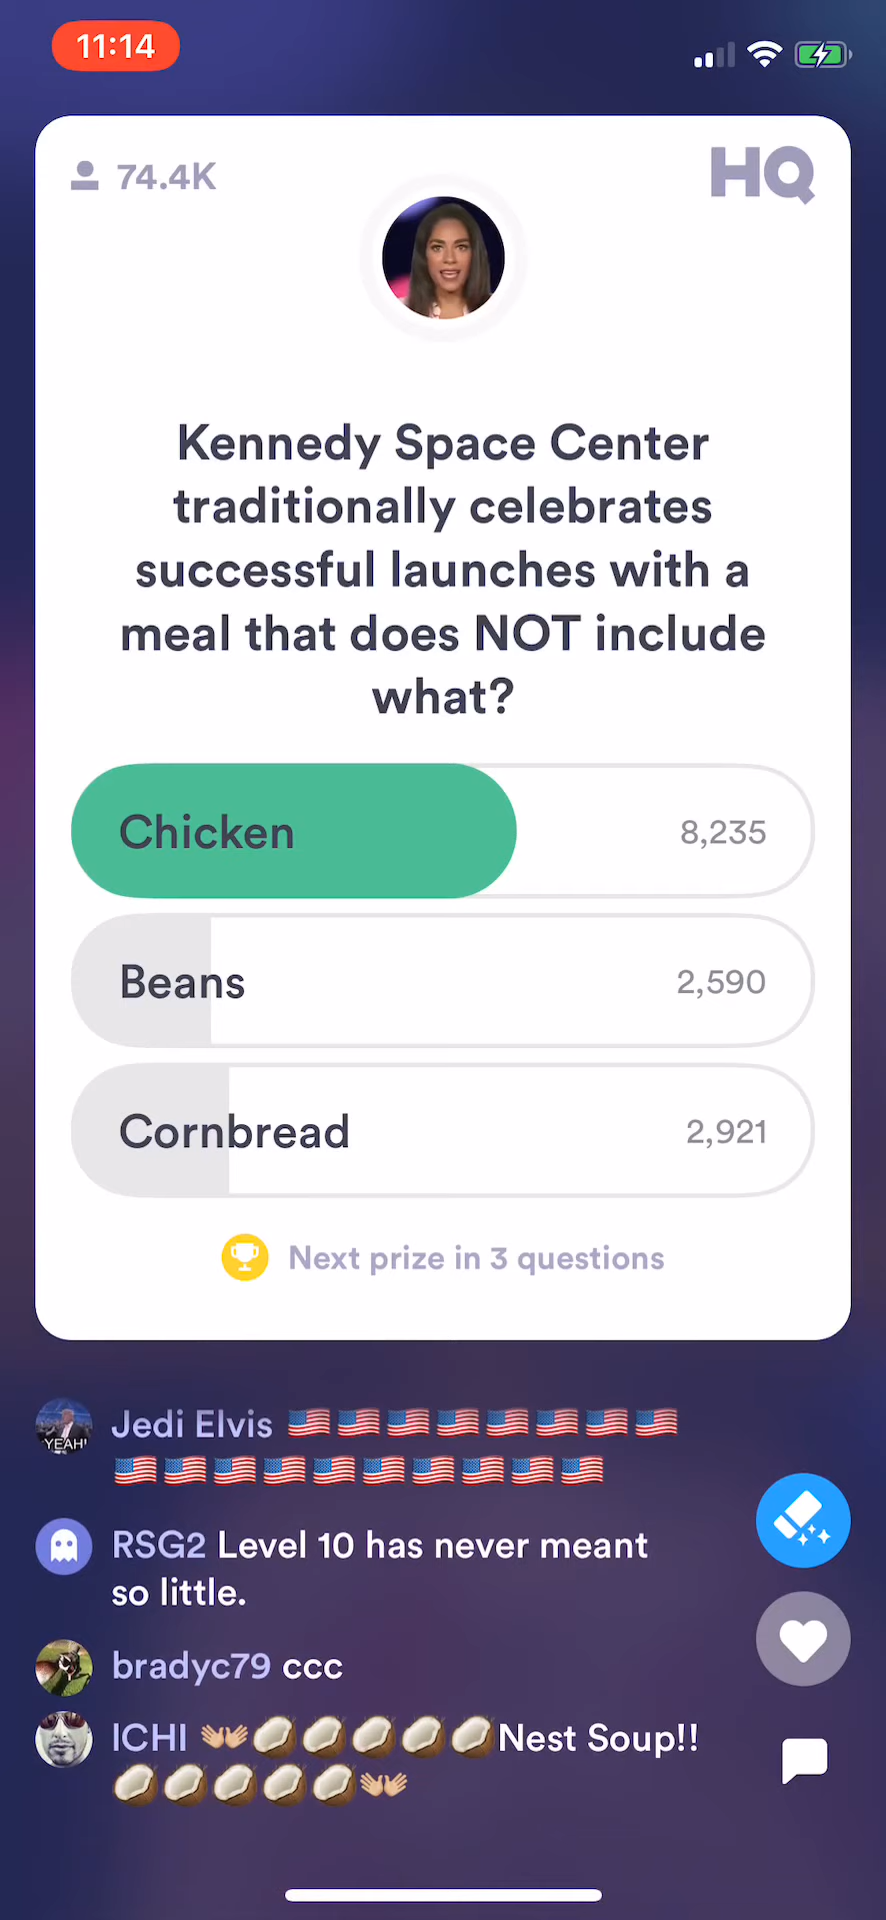 11:14
74.4K
HQ
Kennedy Space Center
traditionally celebrates
successful launches with a
meal that does NOT include
what?
Chicken 8,235
Beans 2,590
Cornbread 2,921
Next prize in 3 questions
Jedi Elvis 🇺🇸🇺🇸🇺🇸🇺🇸🇺🇸🇺🇸🇺🇸🇺🇸
🇺🇸🇺🇸🇺🇸🇺🇸🇺🇸🇺🇸🇺🇸🇺🇸🇺🇸🇺🇸
YEAH!
RSG2 Level 10 has never meant
so little.
bradyc79 ccc
ICHI 👐🏼🥥🥥🥥🥥🥥Nest Soup!!
🥥🥥🥥🥥🥥👐🏼